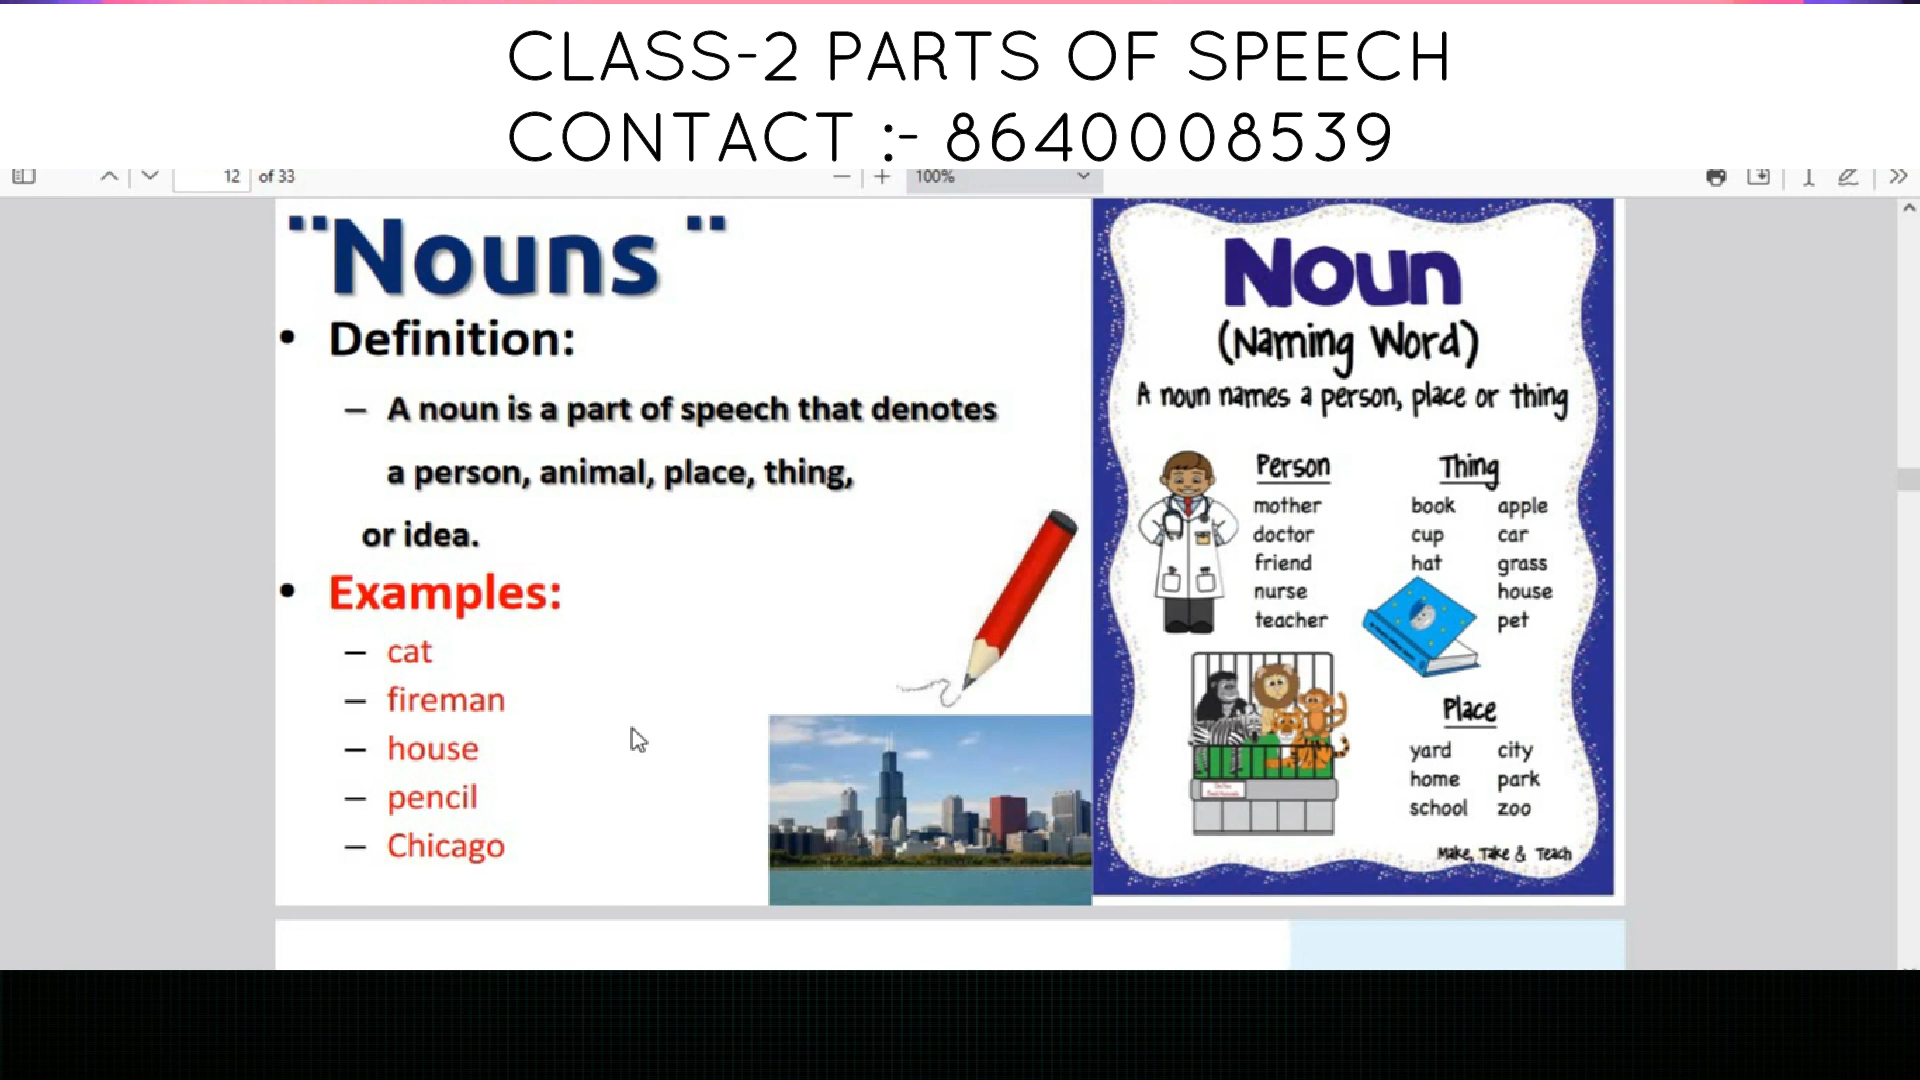 CLASS-2 PARTS OF SPEECH
CONTACT :- 8640008539
12 of 33
100%
¨Nouns ¨
• Definition:
– A noun is a part of speech that denotes
a person, animal, place, thing,
or idea.
• Examples:
– cat
– fireman
– house
– pencil
– Chicago
Noun
(Naming Word)
A noun names a person, place or thing
Person
mother
doctor
friend
nurse
teacher
Thing
book apple
cup car
hat grass
house
pet
Place
yard city
home park
school zoo
Make, Take & Teach